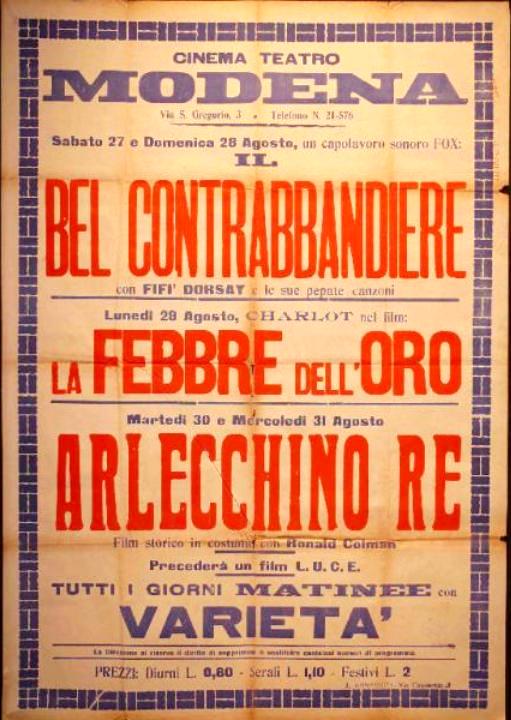 CINEMA TEATRO
MODENA
Via S. Gregorio, 3 - Telefono N. 21-576
Sabato 27 e Domenica 28 Agosto, un capolavoro sonoro FOX:
IL
BEL CONTRABBANDIERE
con FIFI' DORSAY e le sue pepate canzoni
Lunedì 29 Agosto, CHARLOT nel film:
LA FEBBRE DELL'ORO
Martedì 30 e Mercoledì 31 Agosto
ARLECCHINO RE
Film storico in costumi con Ronald Colman
Precederà un film L.U.C.E.
TUTTI I GIORNI MATINEE con
VARIETA'
La Direzione si riserva il diritto di sopprimere o sostituire qualsiasi numero di programma.
PREZZI: Diurni L. 0,80 - Serali L. 1,10 - Festivi L. 2